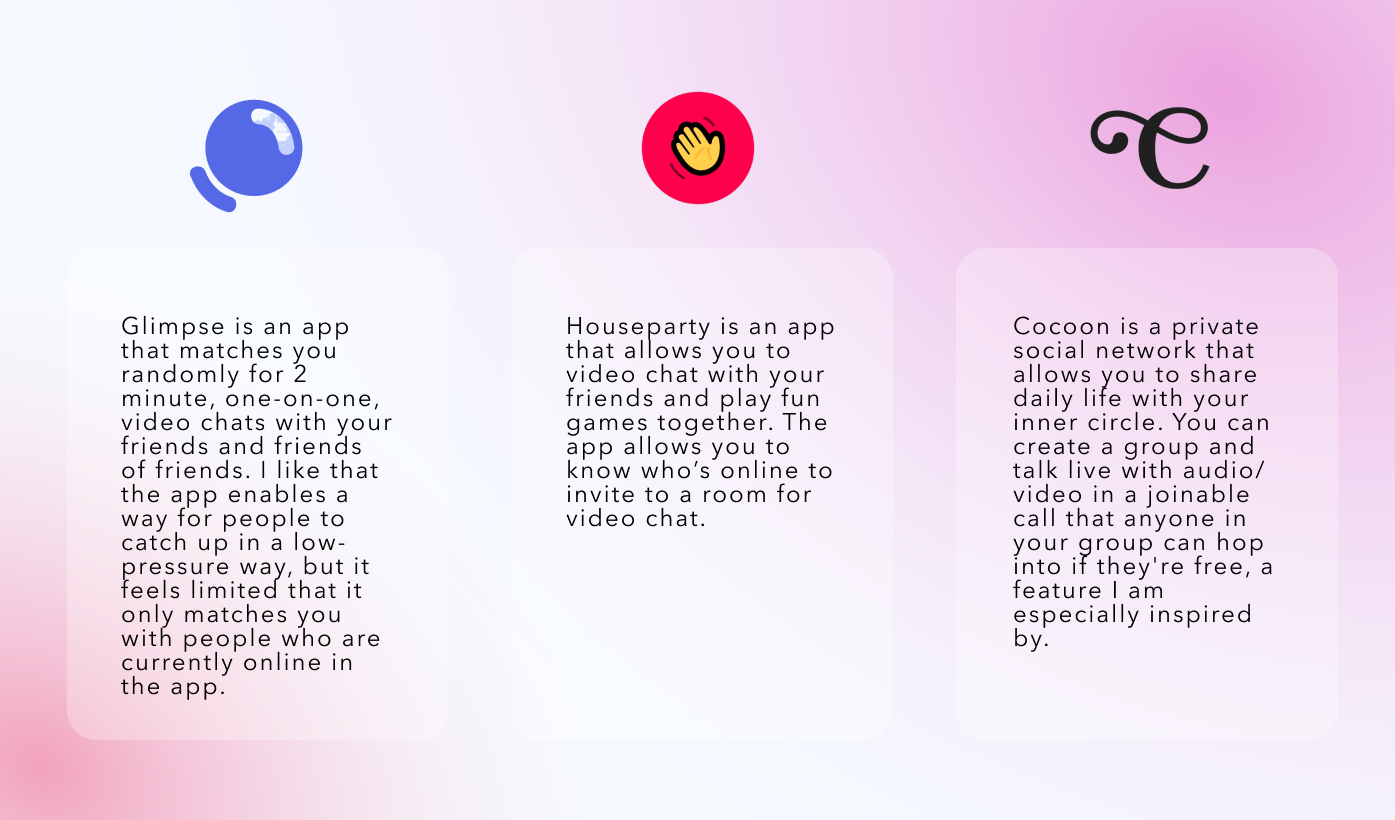 Glimpse is an app
that matches you
randomly for 2
minute, one-on-one,
video chats with your
friends and friends
of friends. I like that
the app enables a
way for people to
catch up in a low-
pressure way, but it
feels limited that it
only matches you
with people who are
currently online in
the app.
Houseparty is an app
that allows you to
video chat with your
friends and play fun
games together. The
app allows you to
know who’s online to
invite to a room for
video chat.
C
Cocoon is a private
social network that
allows you to share
daily life with your
inner circle. You can
create a group and
talk live with audio/
video in a joinable
call that anyone in
your group can hop
into if they're free, a
feature I am
especially inspired
by.